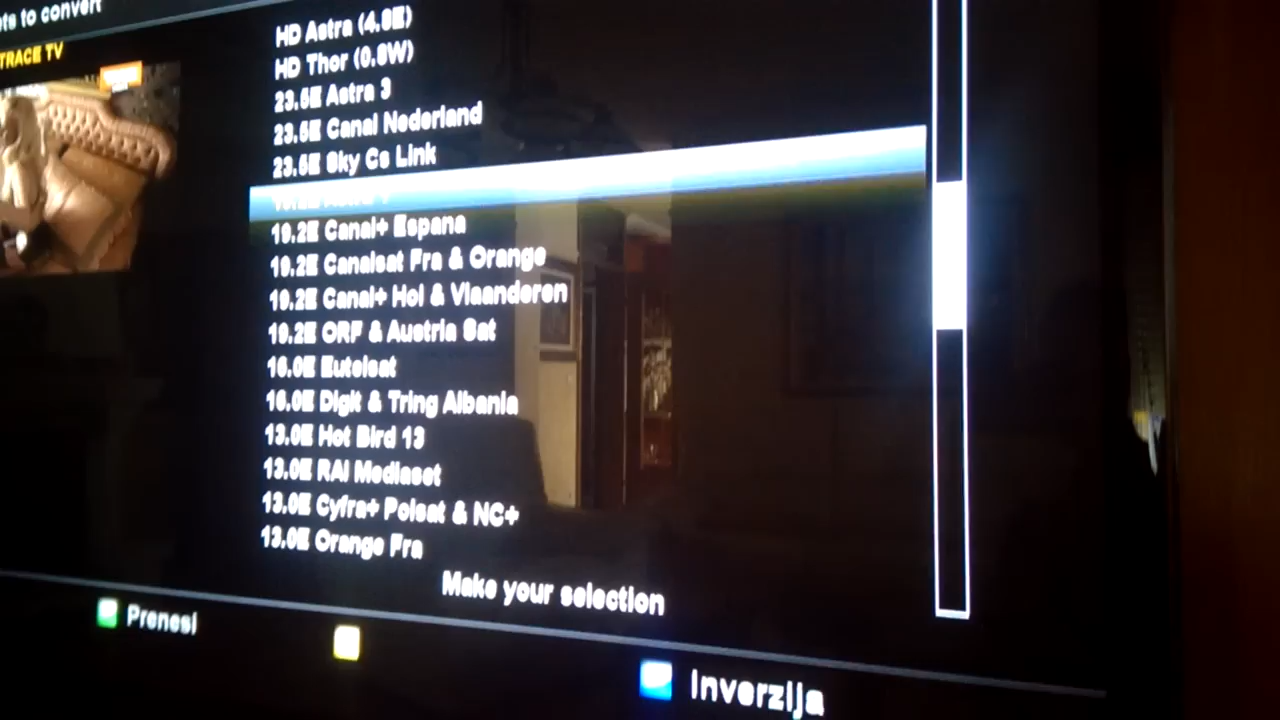 ets to convert
TRACE TV
HD Astra (4.8E)
HD Thor (0.8W)
23.5E Astra 3
23.5E Canal Nederland
23.5E Sky Cs Link
19.2E Canal+ Espana
19.2E Canalsat Fra & Orange
19.2E Canal+ Hol & Vlaanderen
19.2E ORF & Austria Sat
16.0E Eutelsat
16.0E Digit & Tring Albania
13.0E Hot Bird 13
13.0E RAI Mediaset
13.0E Cyfra+ Polsat & NC+
13.0E Orange Fra
Make your selection
Prenesi
Inverzija